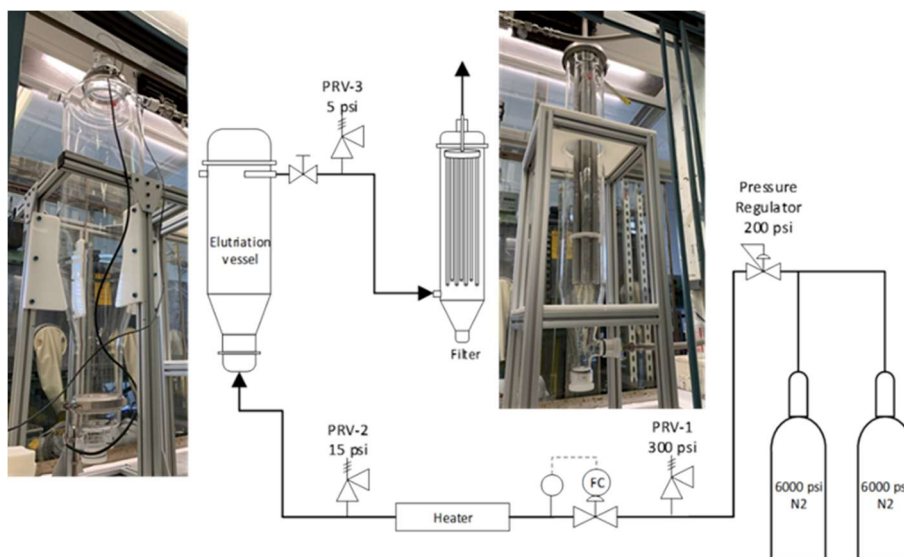 PRV-3
5 psi
Pressure
Regulator
200 psi
Elutriation
vessel
Filter
PRV-2
15 psi
PRV-1
300 psi
FC
Heater
6000 psi
N2
6000 psi
N2